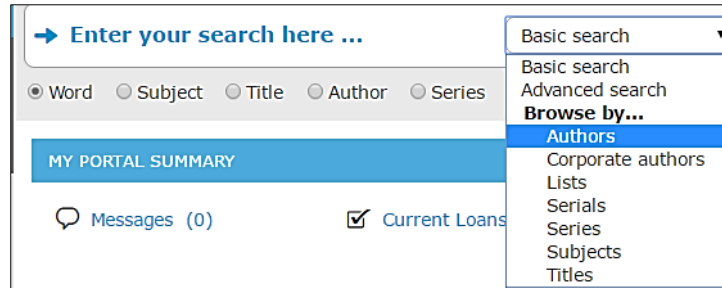 Enter your search here ...
Basic search
Word Subject Title Author Series
Basic search
Advanced search
Browse by...
Authors
Corporate authors
Lists
Serials
Series
Subjects
Titles
MY PORTAL SUMMARY
Messages (0) Current Loans